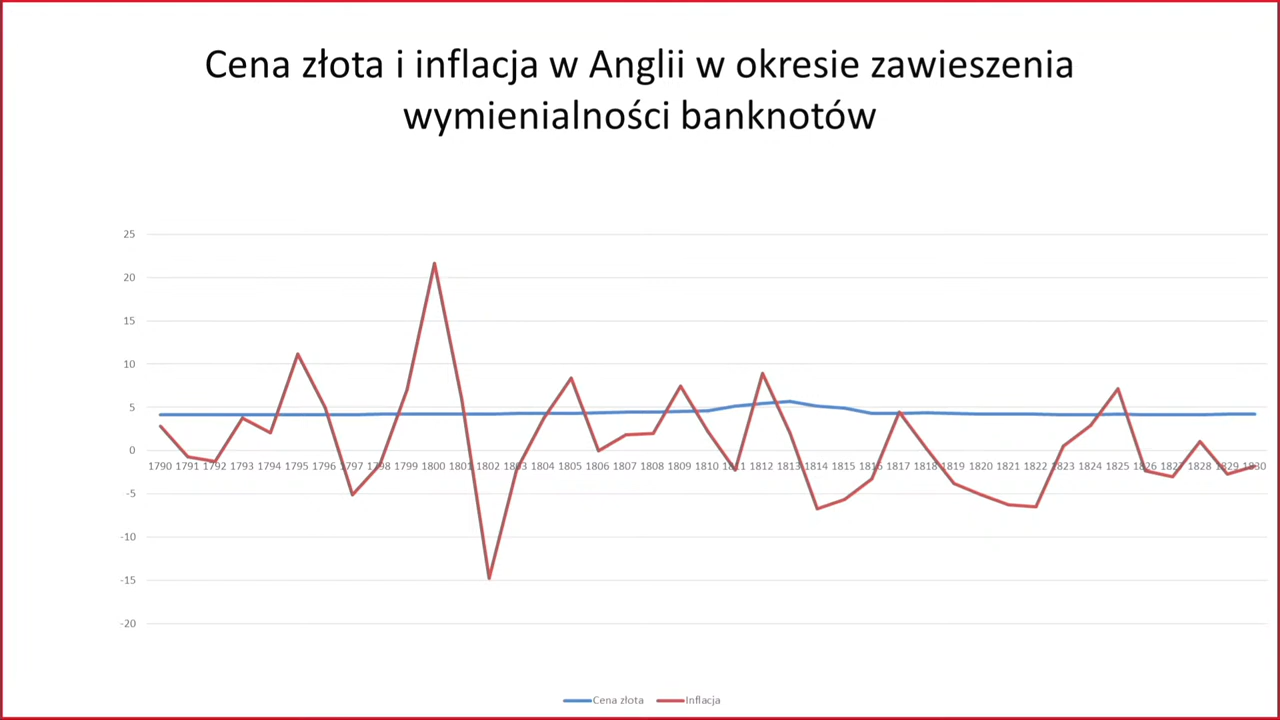 Cena złota i inflacja w Anglii w okresie zawieszenia
wymienialności banknotów
25
20
15
10
5
0
1790 1791 1792 1793 1794 1795 1796 1797 1798 1799 1800 1801 1802 1803 1804 1805 1806 1807 1808 1809 1810 1811 1812 1813 1814 1815 1816 1817 1818 1819 1820 1821 1822 1823 1824 1825 1826 1827 1828 1829 1830
-5
-10
-15
-20
Cena złota Inflacja